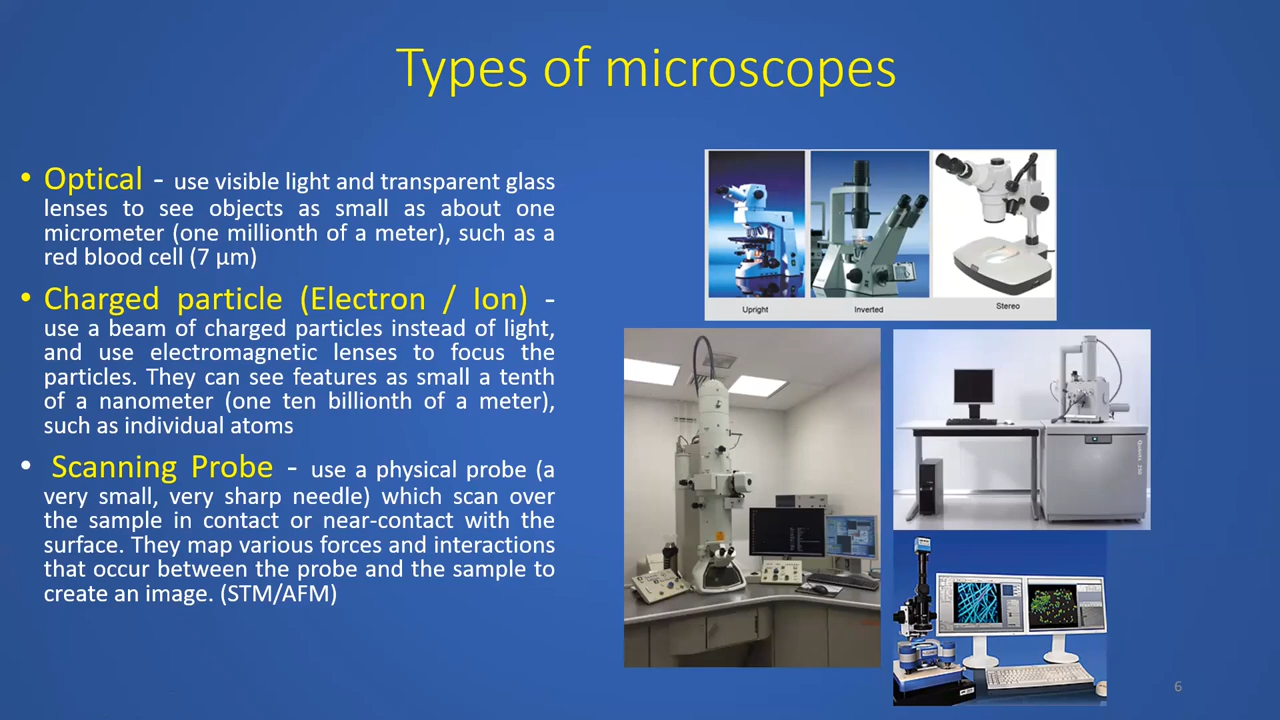 Types of microscopes
• Optical - use visible light and transparent glass
lenses to see objects as small as about one
micrometer (one millionth of a meter), such as a
red blood cell (7 µm)
• Charged particle (Electron / Ion) -
use a beam of charged particles instead of light,
and use electromagnetic lenses to focus the
particles. They can see features as small a tenth
of a nanometer (one ten billionth of a meter),
such as individual atoms
• Scanning Probe - use a physical probe (a
very small, very sharp needle) which scan over
the sample in contact or near-contact with the
surface. They map various forces and interactions
that occur between the probe and the sample to
create an image. (STM/AFM)
Upright
Inverted
Stereo
Quanta 250
6